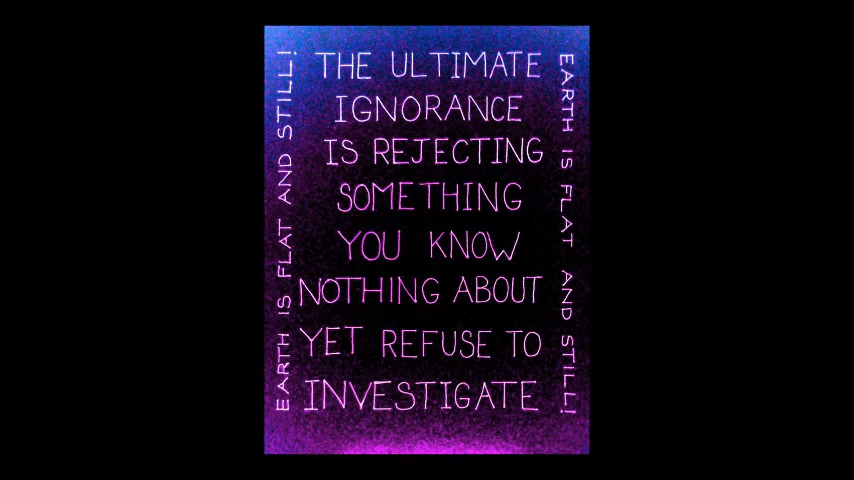 EARTH IS FLAT AND STILL!
THE ULTIMATE
IGNORANCE
IS REJECTING
SOMETHING
YOU KNOW
NOTHING ABOUT
YET REFUSE TO
INVESTIGATE
EARTH IS FLAT AND STILL!